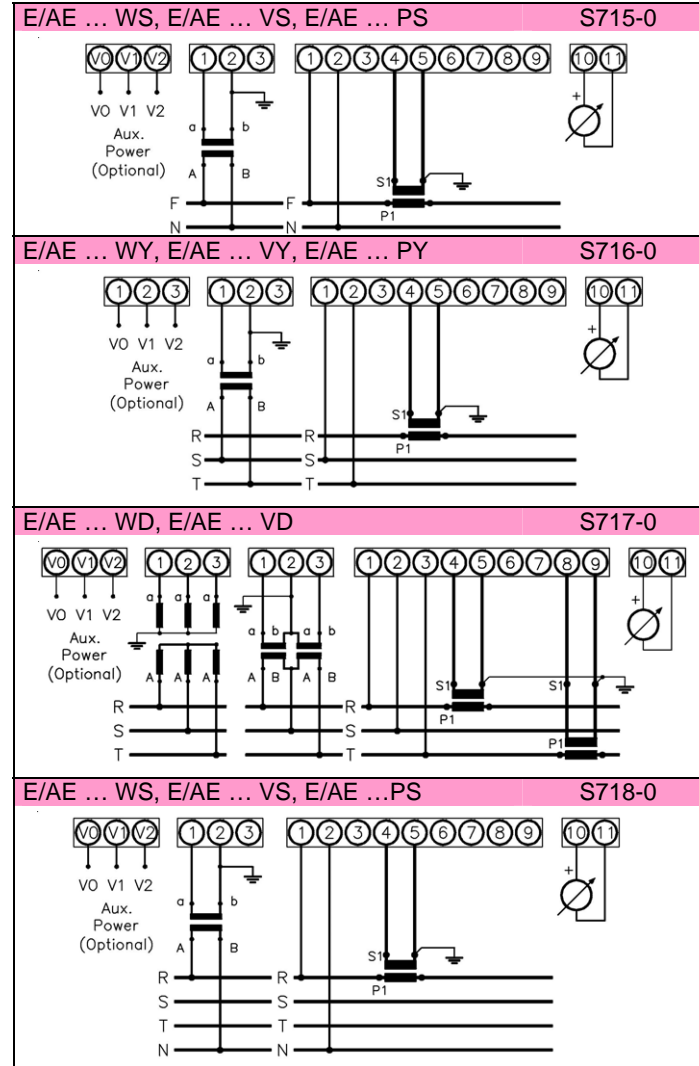 E/AE … WS, E/AE … VS, E/AE … PS S715-0
V0 V1 V2 1 2 3 1 2 3 4 5 6 7 8 9 10 11
V0 V1 V2
Aux.
Power
(Optional)
a b
A B
+
S1
P1
F F
N N
E/AE … WY, E/AE … VY, E/AE … PY S716-0
1 2 3 1 2 3 1 2 3 4 5 6 7 8 9 10 11
V0 V1 V2
Aux.
Power
(Optional)
a b
A B
+
S1
P1
R R
S S
T T
E/AE … WD, E/AE … VD S717-0
V0 V1 V2 1 2 3 1 2 3 1 2 3 4 5 6 7 8 9 10 11
V0 V1 V2
Aux.
Power
(Optional)
a a a
A A A
a b a b
A B A B
+
S1 S1
P1
P1
R R
S S
T T
E/AE … WS, E/AE … VS, E/AE …PS S718-0
V0 V1 V2 1 2 3 1 2 3 4 5 6 7 8 9 10 11
V0 V1 V2
Aux.
Power
(Optional)
a b
A B
+
S1
P1
R R
S S
T T
N N